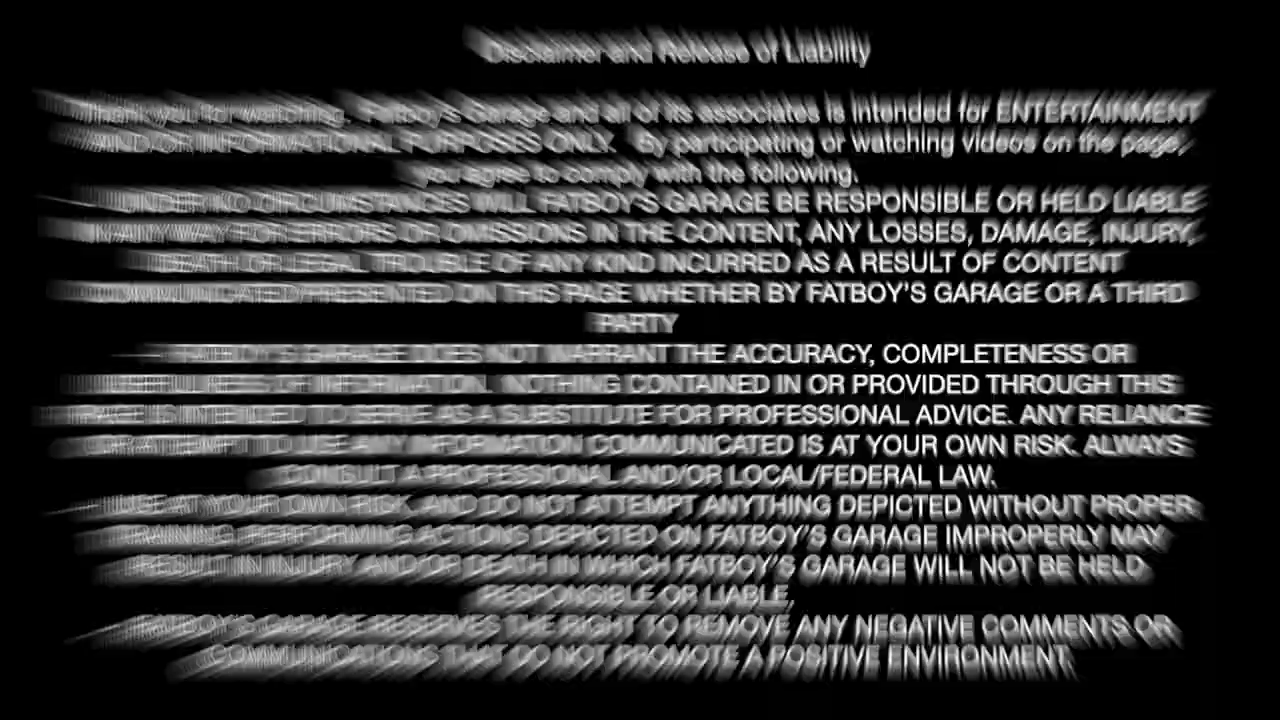 Disclaimer and Release of Liability
Thank you for watching. Fatboy's Garage and all of its associates is intended for ENTERTAINMENT
AND/OR INFORMATIONAL PURPOSES ONLY. By participating or watching videos on the page,
you agree to comply with the following.
UNDER NO CIRCUMSTANCES WILL FATBOY'S GARAGE BE RESPONSIBLE OR HELD LIABLE
IN ANY WAY FOR ERRORS OR OMISSIONS IN THE CONTENT, ANY LOSSES, DAMAGE, INJURY,
DEATH OR LEGAL TROUBLE OF ANY KIND INCURRED AS A RESULT OF CONTENT
COMMUNICATED/PRESENTED ON THIS PAGE WHETHER BY FATBOY'S GARAGE OR A THIRD
PARTY
FATBOY'S GARAGE DOES NOT WARRANT THE ACCURACY, COMPLETENESS OR
USEFULLNESS OF INFORMATION. NOTHING CONTAINED IN OR PROVIDED THROUGH THIS
PAGE IS INTENDED TO SERVE AS A SUBSTITUTE FOR PROFESSIONAL ADVICE. ANY RELIANCE
OR ATTEMPT TO USE ANY INFORMATION COMMUNICATED IS AT YOUR OWN RISK. ALWAYS
CONSULT A PROFESSIONAL AND/OR LOCAL/FEDERAL LAW.
USE AT YOUR OWN RISK AND DO NOT ATTEMPT ANYTHING DEPICTED WITHOUT PROPER
TRAINING. PERFORMING ACTIONS DEPICTED ON FATBOY'S GARAGE IMPROPERLY MAY
RESULT IN INJURY AND/OR DEATH IN WHICH FATBOY'S GARAGE WILL NOT BE HELD
RESPONSIBLE OR LIABLE.
FATBOY'S GARAGE RESERVES THE RIGHT TO REMOVE ANY NEGATIVE COMMENTS OR
COMMUNICATIONS THAT DO NOT PROMOTE A POSITIVE ENVIRONMENT.